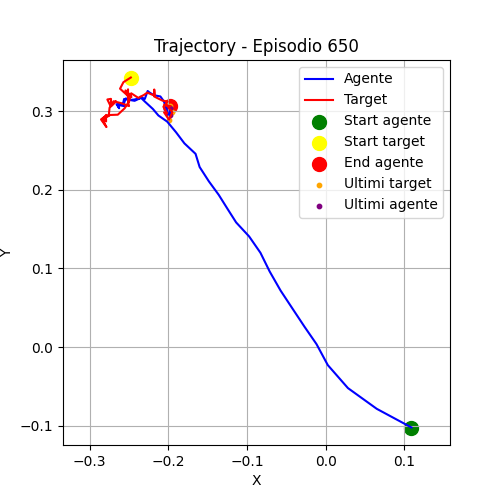 Trajectory - Episodio 650
Agente
Target
Start agente
Start target
End agente
Ultimi target
Ultimi agente
Y
0.3
0.2
0.1
0.0
−0.1
−0.3
−0.2
−0.1
0.0
0.1
X